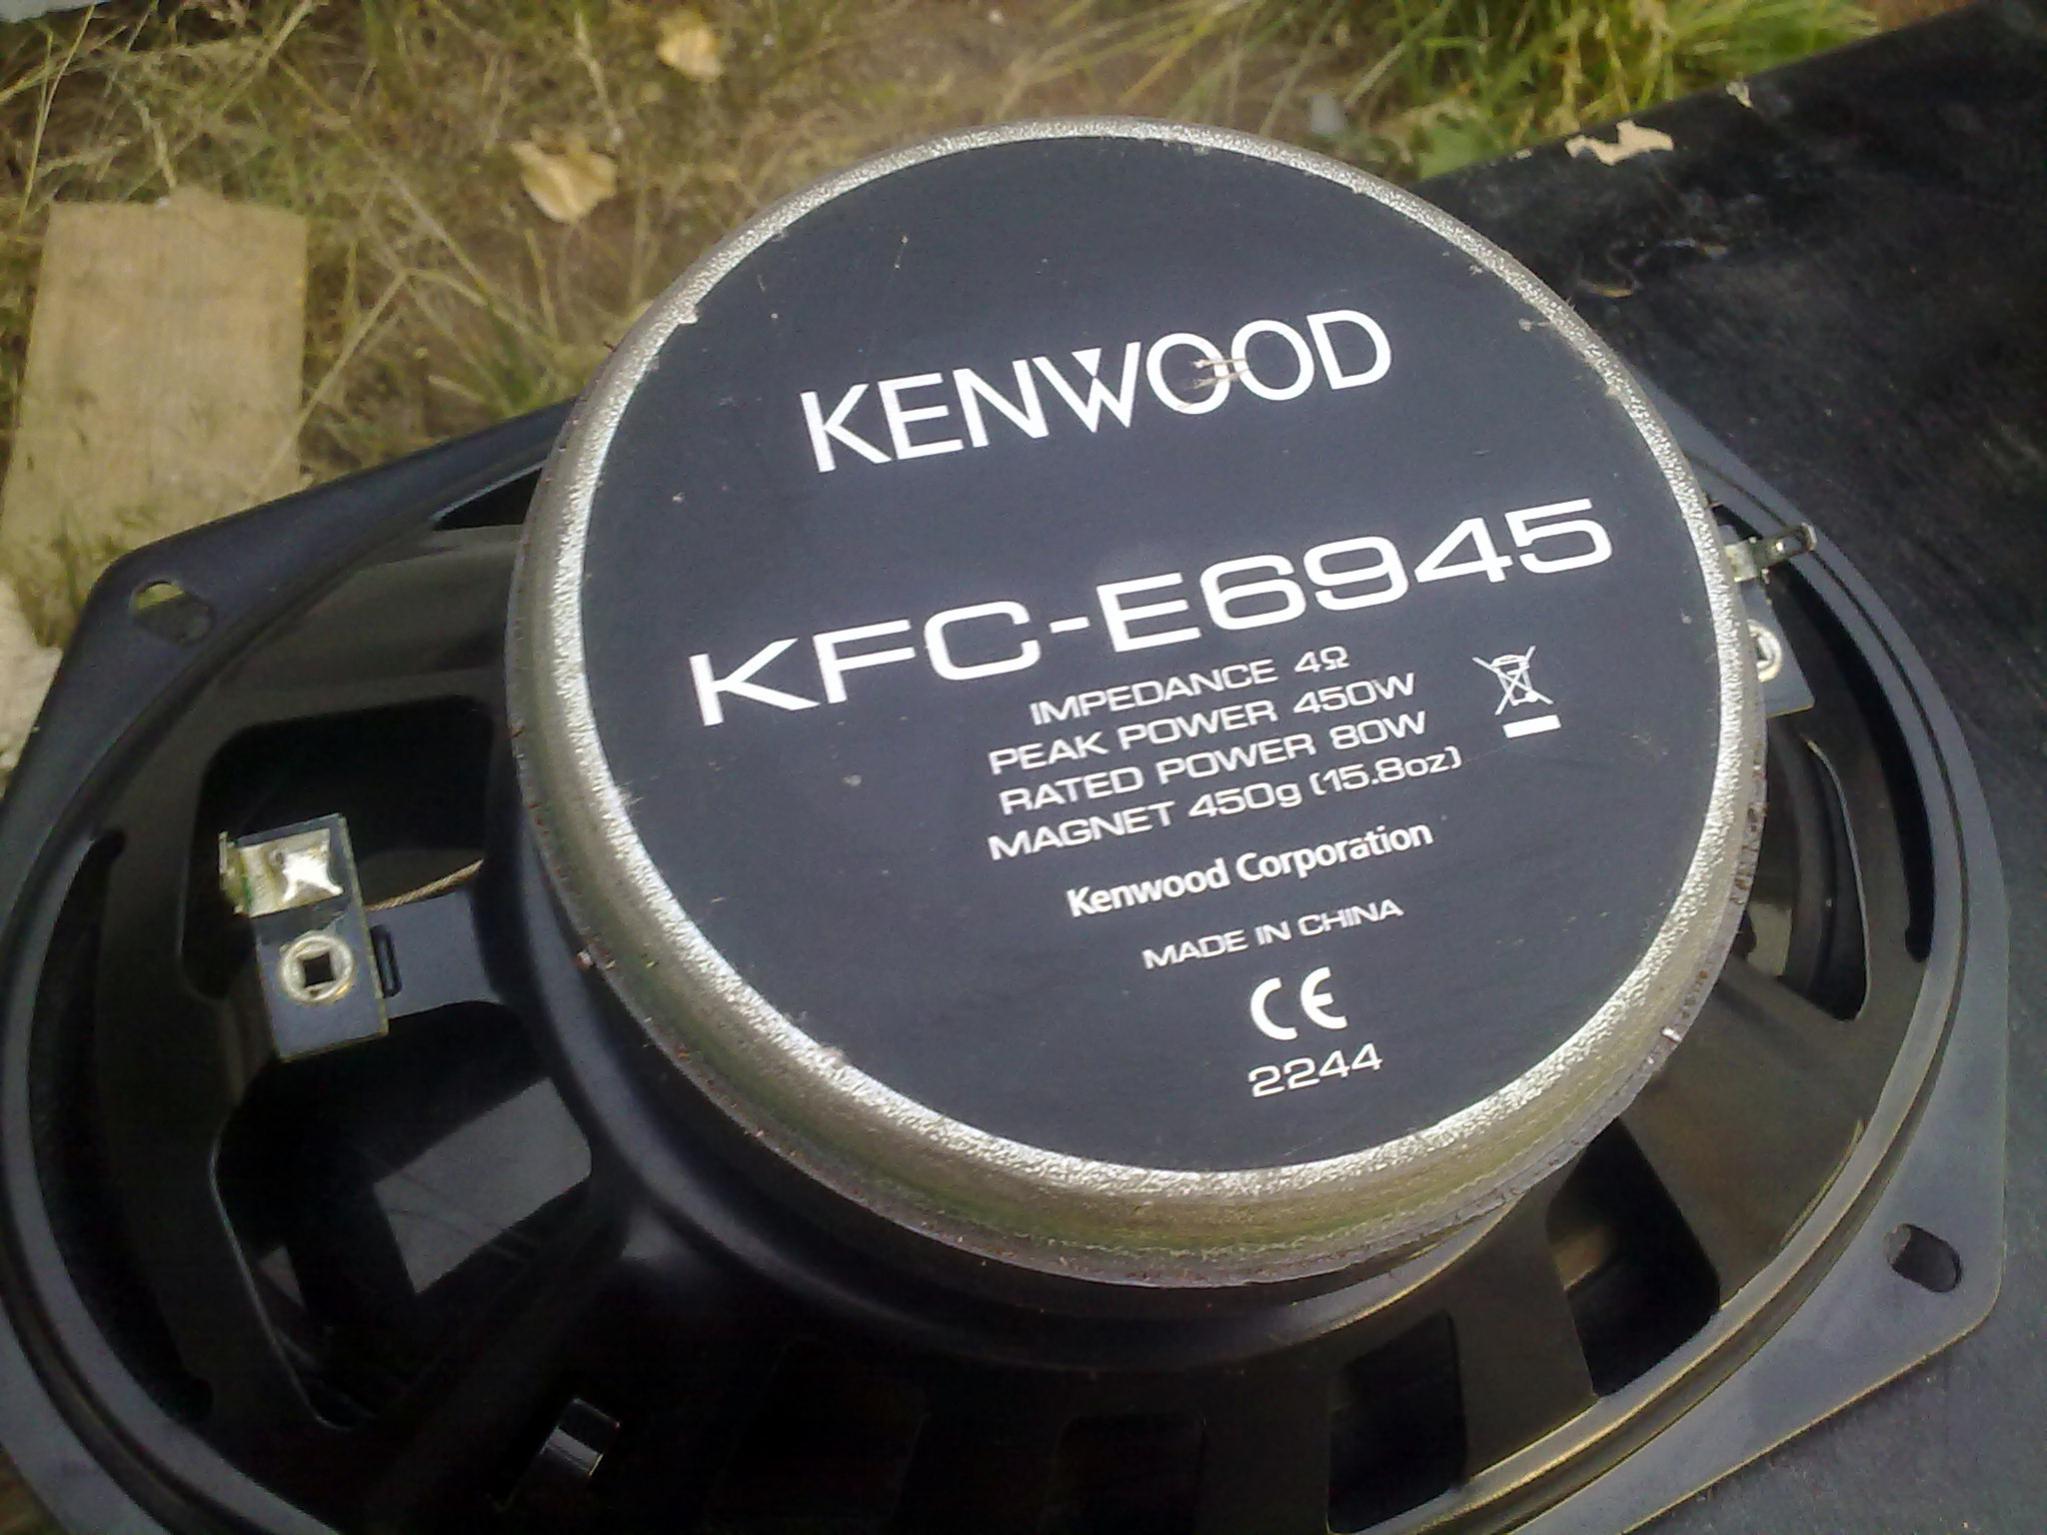 KENWOOD
KFC-E6945
IMPEDANCE 4Ω
PEAK POWER 450W
RATED POWER 80W
MAGNET 450g (15.8oz)
Kenwood Corporation
MADE IN CHINA
CE
2244